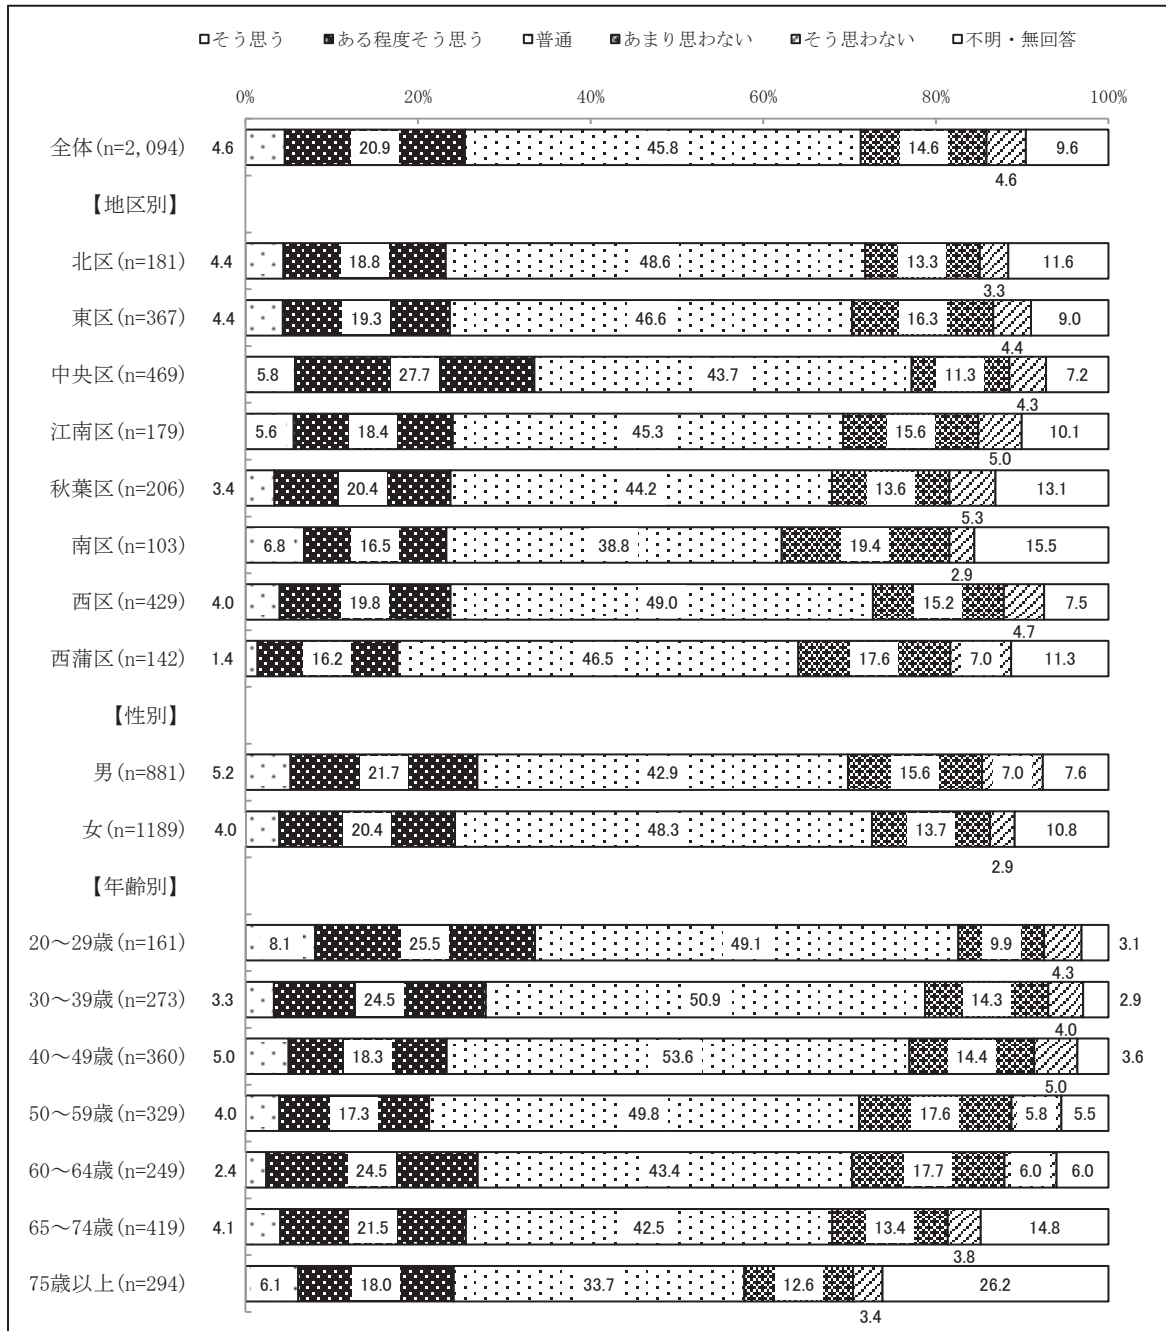 □そう思う ■ある程度そう思う □普通 ■あまり思わない □そう思わない □不明・無回答
0% 20% 40% 60% 80% 100%
全体(n=2,094) 4.6 20.9 45.8 14.6 9.6
4.6
【地区別】
北区(n=181) 4.4 18.8 48.6 13.3 11.6
3.3
東区(n=367) 4.4 19.3 46.6 16.3 9.0
4.4
中央区(n=469) 5.8 27.7 43.7 11.3 7.2
4.3
江南区(n=179) 5.6 18.4 45.3 15.6 10.1
5.0
秋葉区(n=206) 3.4 20.4 44.2 13.6 13.1
5.3
南区(n=103) 6.8 16.5 38.8 19.4 15.5
2.9
西区(n=429) 4.0 19.8 49.0 15.2 7.5
4.7
西蒲区(n=142) 1.4 16.2 46.5 17.6 7.0 11.3
【性別】
男(n=881) 5.2 21.7 42.9 15.6 7.0 7.6
女(n=1189) 4.0 20.4 48.3 13.7 10.8
2.9
【年齢別】
20～29歳(n=161) 8.1 25.5 49.1 9.9 3.1
4.3
30～39歳(n=273) 3.3 24.5 50.9 14.3 2.9
4.0
40～49歳(n=360) 5.0 18.3 53.6 14.4 3.6
5.0
50～59歳(n=329) 4.0 17.3 49.8 17.6 5.8 5.5
60～64歳(n=249) 2.4 24.5 43.4 17.7 6.0 6.0
65～74歳(n=419) 4.1 21.5 42.5 13.4 14.8
3.8
75歳以上(n=294) 6.1 18.0 33.7 12.6 26.2
3.4